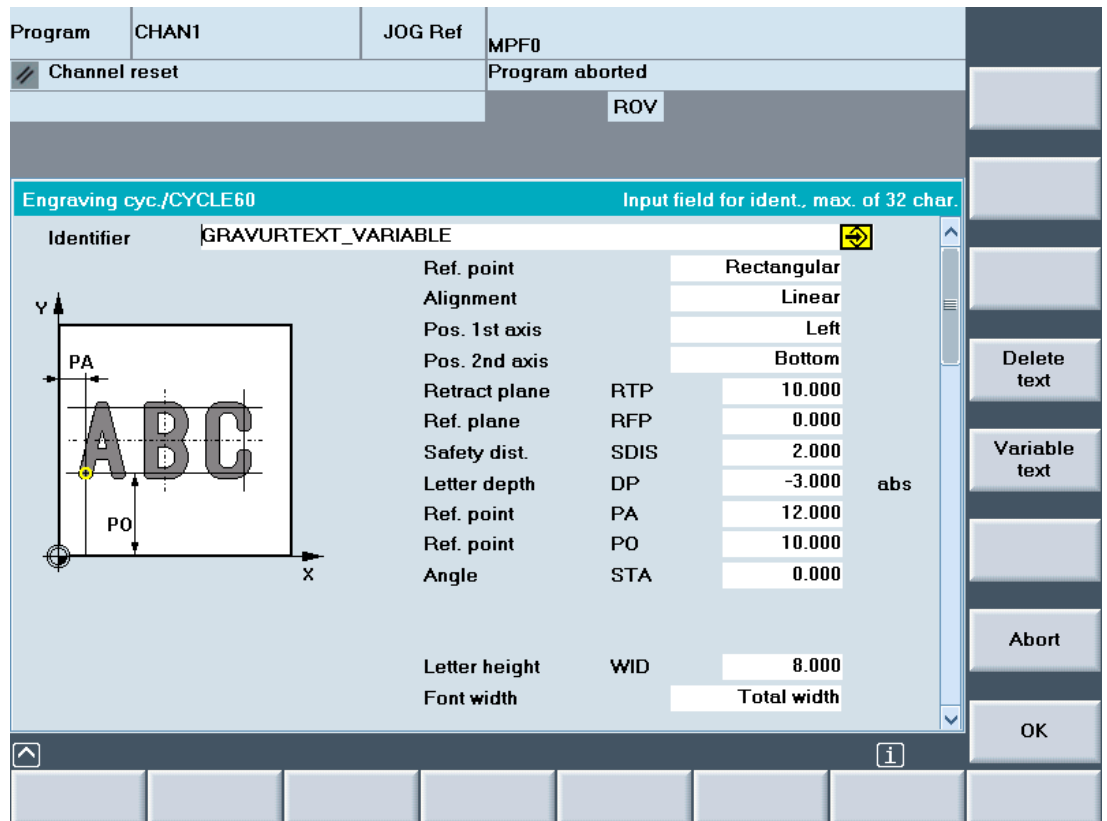 Program CHAN1 JOG Ref MPF0
Channel reset Program aborted
ROV
Engraving cyc./CYCLE60 Input field for ident., max. of 32 char.
Identifier GRAVURTEXT_VARIABLE
Ref. point Rectangular
Alignment Linear
Pos. 1st axis Left
Pos. 2nd axis Bottom
Retract plane RTP 10.000
Ref. plane RFP 0.000
Safety dist. SDIS 2.000
Letter depth DP -3.000 abs
Ref. point PA 12.000
Ref. point PO 10.000
Angle STA 0.000
Letter height WID 8.000
Font width Total width
Y
PA
ABC
PO
X
i
Delete
text
Variable
text
Abort
OK